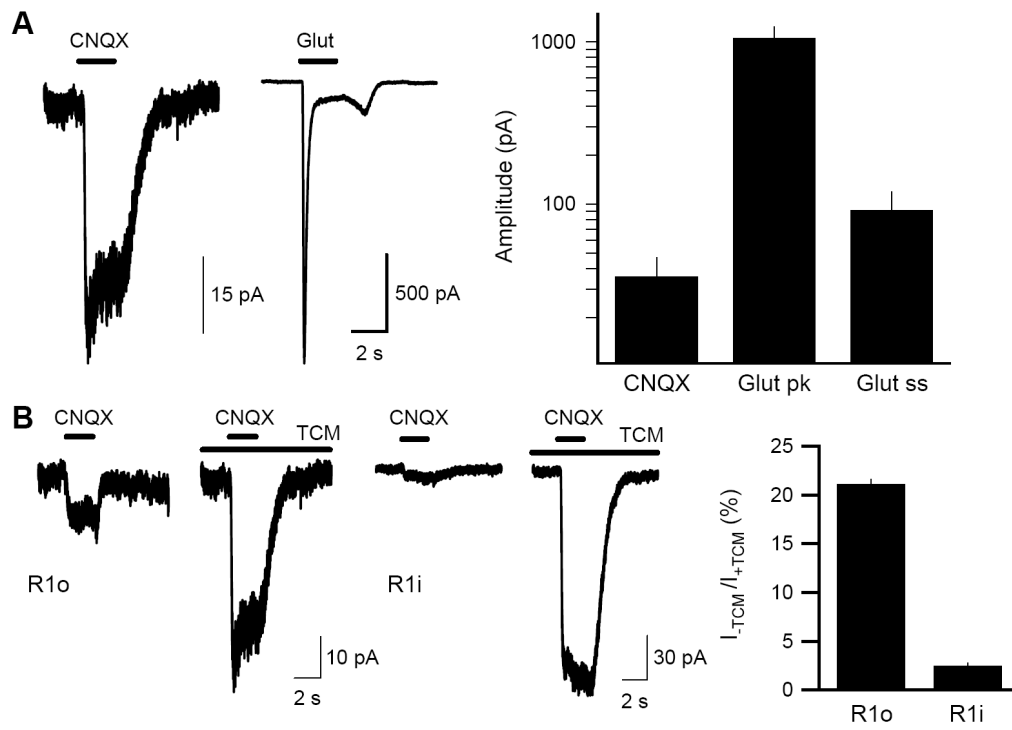 A
CNQX
Glut
15 pA
500 pA
2 s
Amplitude (pA)
1000
100
CNQX
Glut pk
Glut ss
B
CNQX
CNQX
TCM
CNQX
CNQX
TCM
R1o
R1i
10 pA
2 s
30 pA
2 s
I-TCM/I+TCM (%)
25
20
15
10
5
0
R1o
R1i